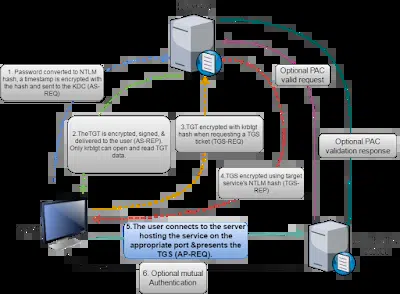 1. Password converted to NTLM
hash, a timestamp is encrypted with
the hash and sent to the KDC (AS-
REQ)
Optional PAC
valid request
2.TheTGT is encrypted, signed, &
delivered to the user (AS-REP).
Only krbtgt can open and read TGT
data.
3.TGT encrypted with krbtgt
hash when requesting a TGS
ticket (TGS-REQ)
Optional PAC
validation response
4.TGS encrypted using target
service's NTLM hash (TGS-
REP)
5.The user connects to the server
hosting the service on the
appropriate port &presents the
TGS (AP-REQ).
6. Optional mutual
Authentication